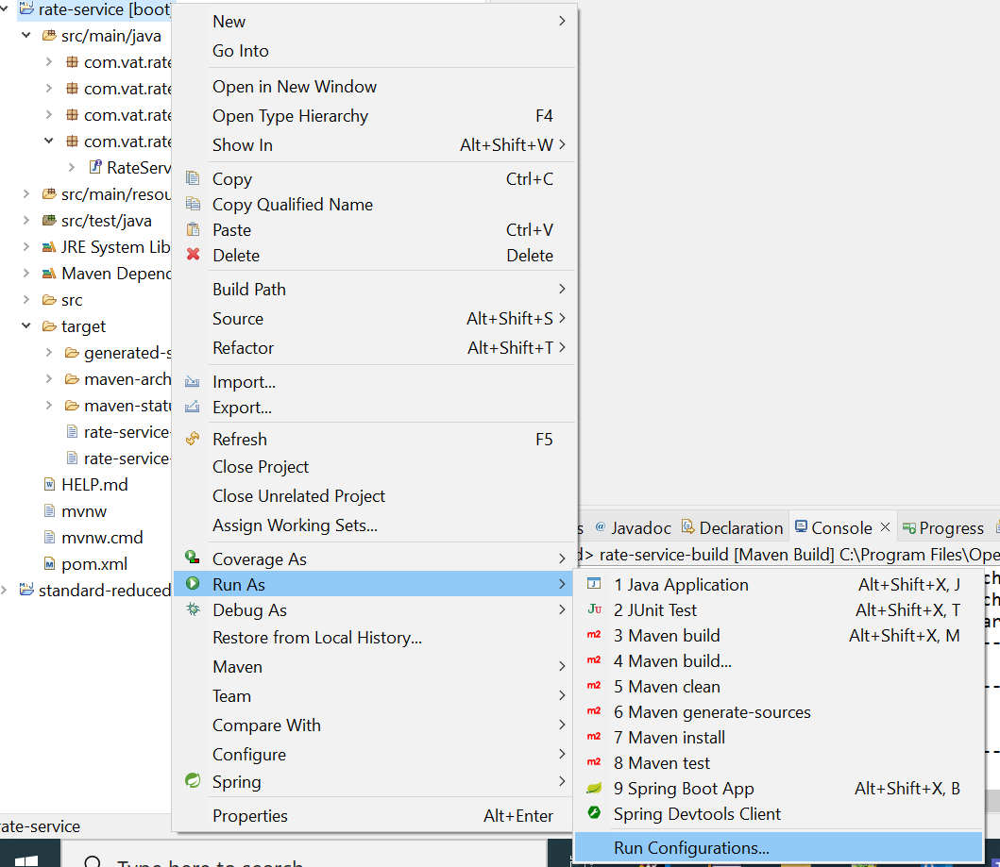 rate-service [boot]
src/main/java
com.vat.rate
com.vat.rate
com.vat.rate
com.vat.rate
RateServ
src/main/resou
src/test/java
JRE System Lib
Maven Depend
src
target
generated-s
maven-arch
maven-statu
rate-service-
rate-service-
HELP.md
mvnw
mvnw.cmd
pom.xml
standard-reduced
New
Go Into
Open in New Window
Open Type Hierarchy F4
Show In Alt+Shift+W
Copy Ctrl+C
Copy Qualified Name
Paste Ctrl+V
Delete Delete
Build Path
Source Alt+Shift+S
Refactor Alt+Shift+T
Import...
Export...
Refresh F5
Close Project
Close Unrelated Project
Assign Working Sets...
Coverage As
Run As
Debug As
Restore from Local History...
Maven
Team
Compare With
Configure
Spring
Properties Alt+Enter
@ Javadoc Declaration Console Progress
d> rate-service-build [Maven Build] C:\Program Files\Ope
1 Java Application Alt+Shift+X, J
2 JUnit Test Alt+Shift+X, T
3 Maven build Alt+Shift+X, M
4 Maven build...
5 Maven clean
6 Maven generate-sources
7 Maven install
8 Maven test
9 Spring Boot App Alt+Shift+X, B
Spring Devtools Client
Run Configurations...
rate-service
Type here to search